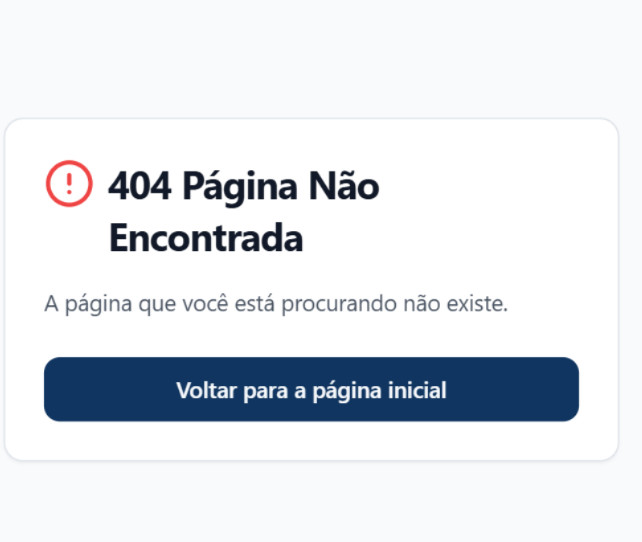 404 Página Não
Encontrada
A página que você está procurando não existe.
Voltar para a página inicial